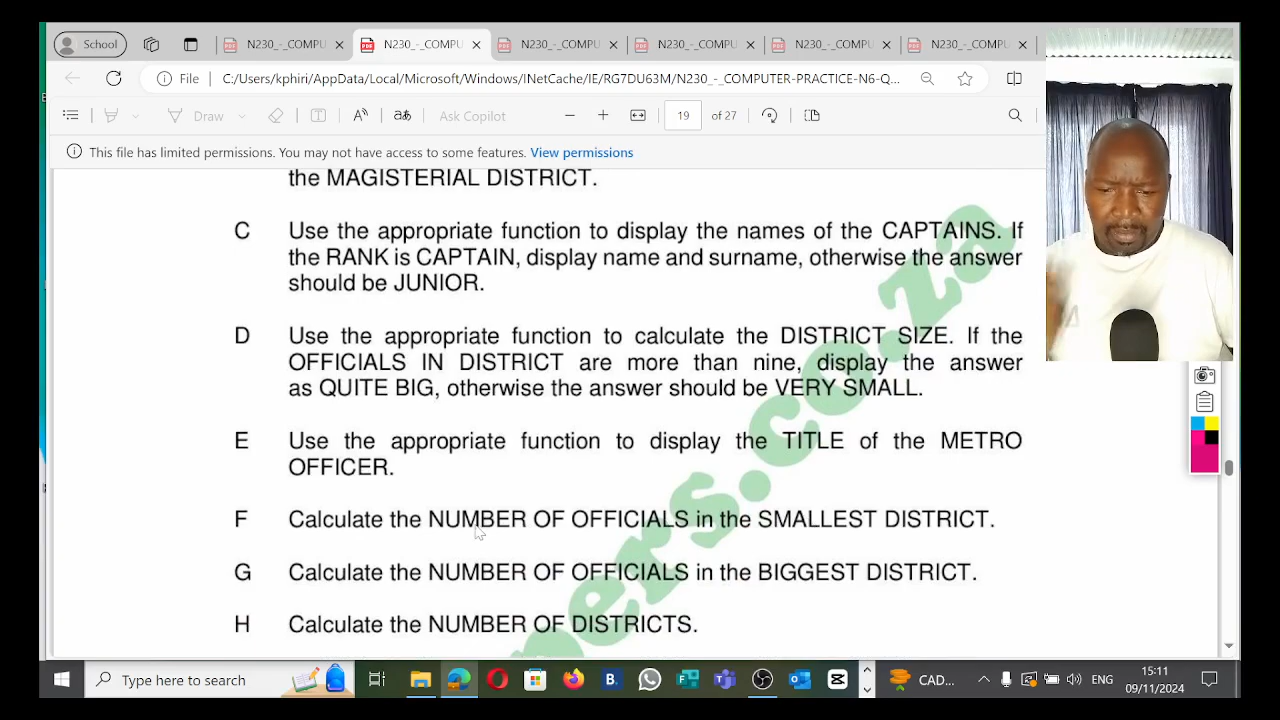 School
N230_-_COMPU
N230_-_COMPU
N230_-_COMPU
N230_-_COMPU
N230_-_COMPU
N230_-_COMPU
File
C:/Users/kphiri/AppData/Local/Microsoft/Windows/INetCache/IE/RG7DU63M/N230_-_COMPUTER-PRACTICE-N6-Q...
Draw
Ask Copilot
19 of 27
This file has limited permissions. You may not have access to some features. View permissions
the MAGISTERIAL DISTRICT.
C Use the appropriate function to display the names of the CAPTAINS. If
the RANK is CAPTAIN, display name and surname, otherwise the answer
should be JUNIOR.
D Use the appropriate function to calculate the DISTRICT SIZE. If the
OFFICIALS IN DISTRICT are more than nine, display the answer
as QUITE BIG, otherwise the answer should be VERY SMALL.
E Use the appropriate function to display the TITLE of the METRO
OFFICER.
F Calculate the NUMBER OF OFFICIALS in the SMALLEST DISTRICT.
G Calculate the NUMBER OF OFFICIALS in the BIGGEST DISTRICT.
H Calculate the NUMBER OF DISTRICTS.
ners.co.za
Type here to search
CAD...
ENG
15:11
09/11/2024